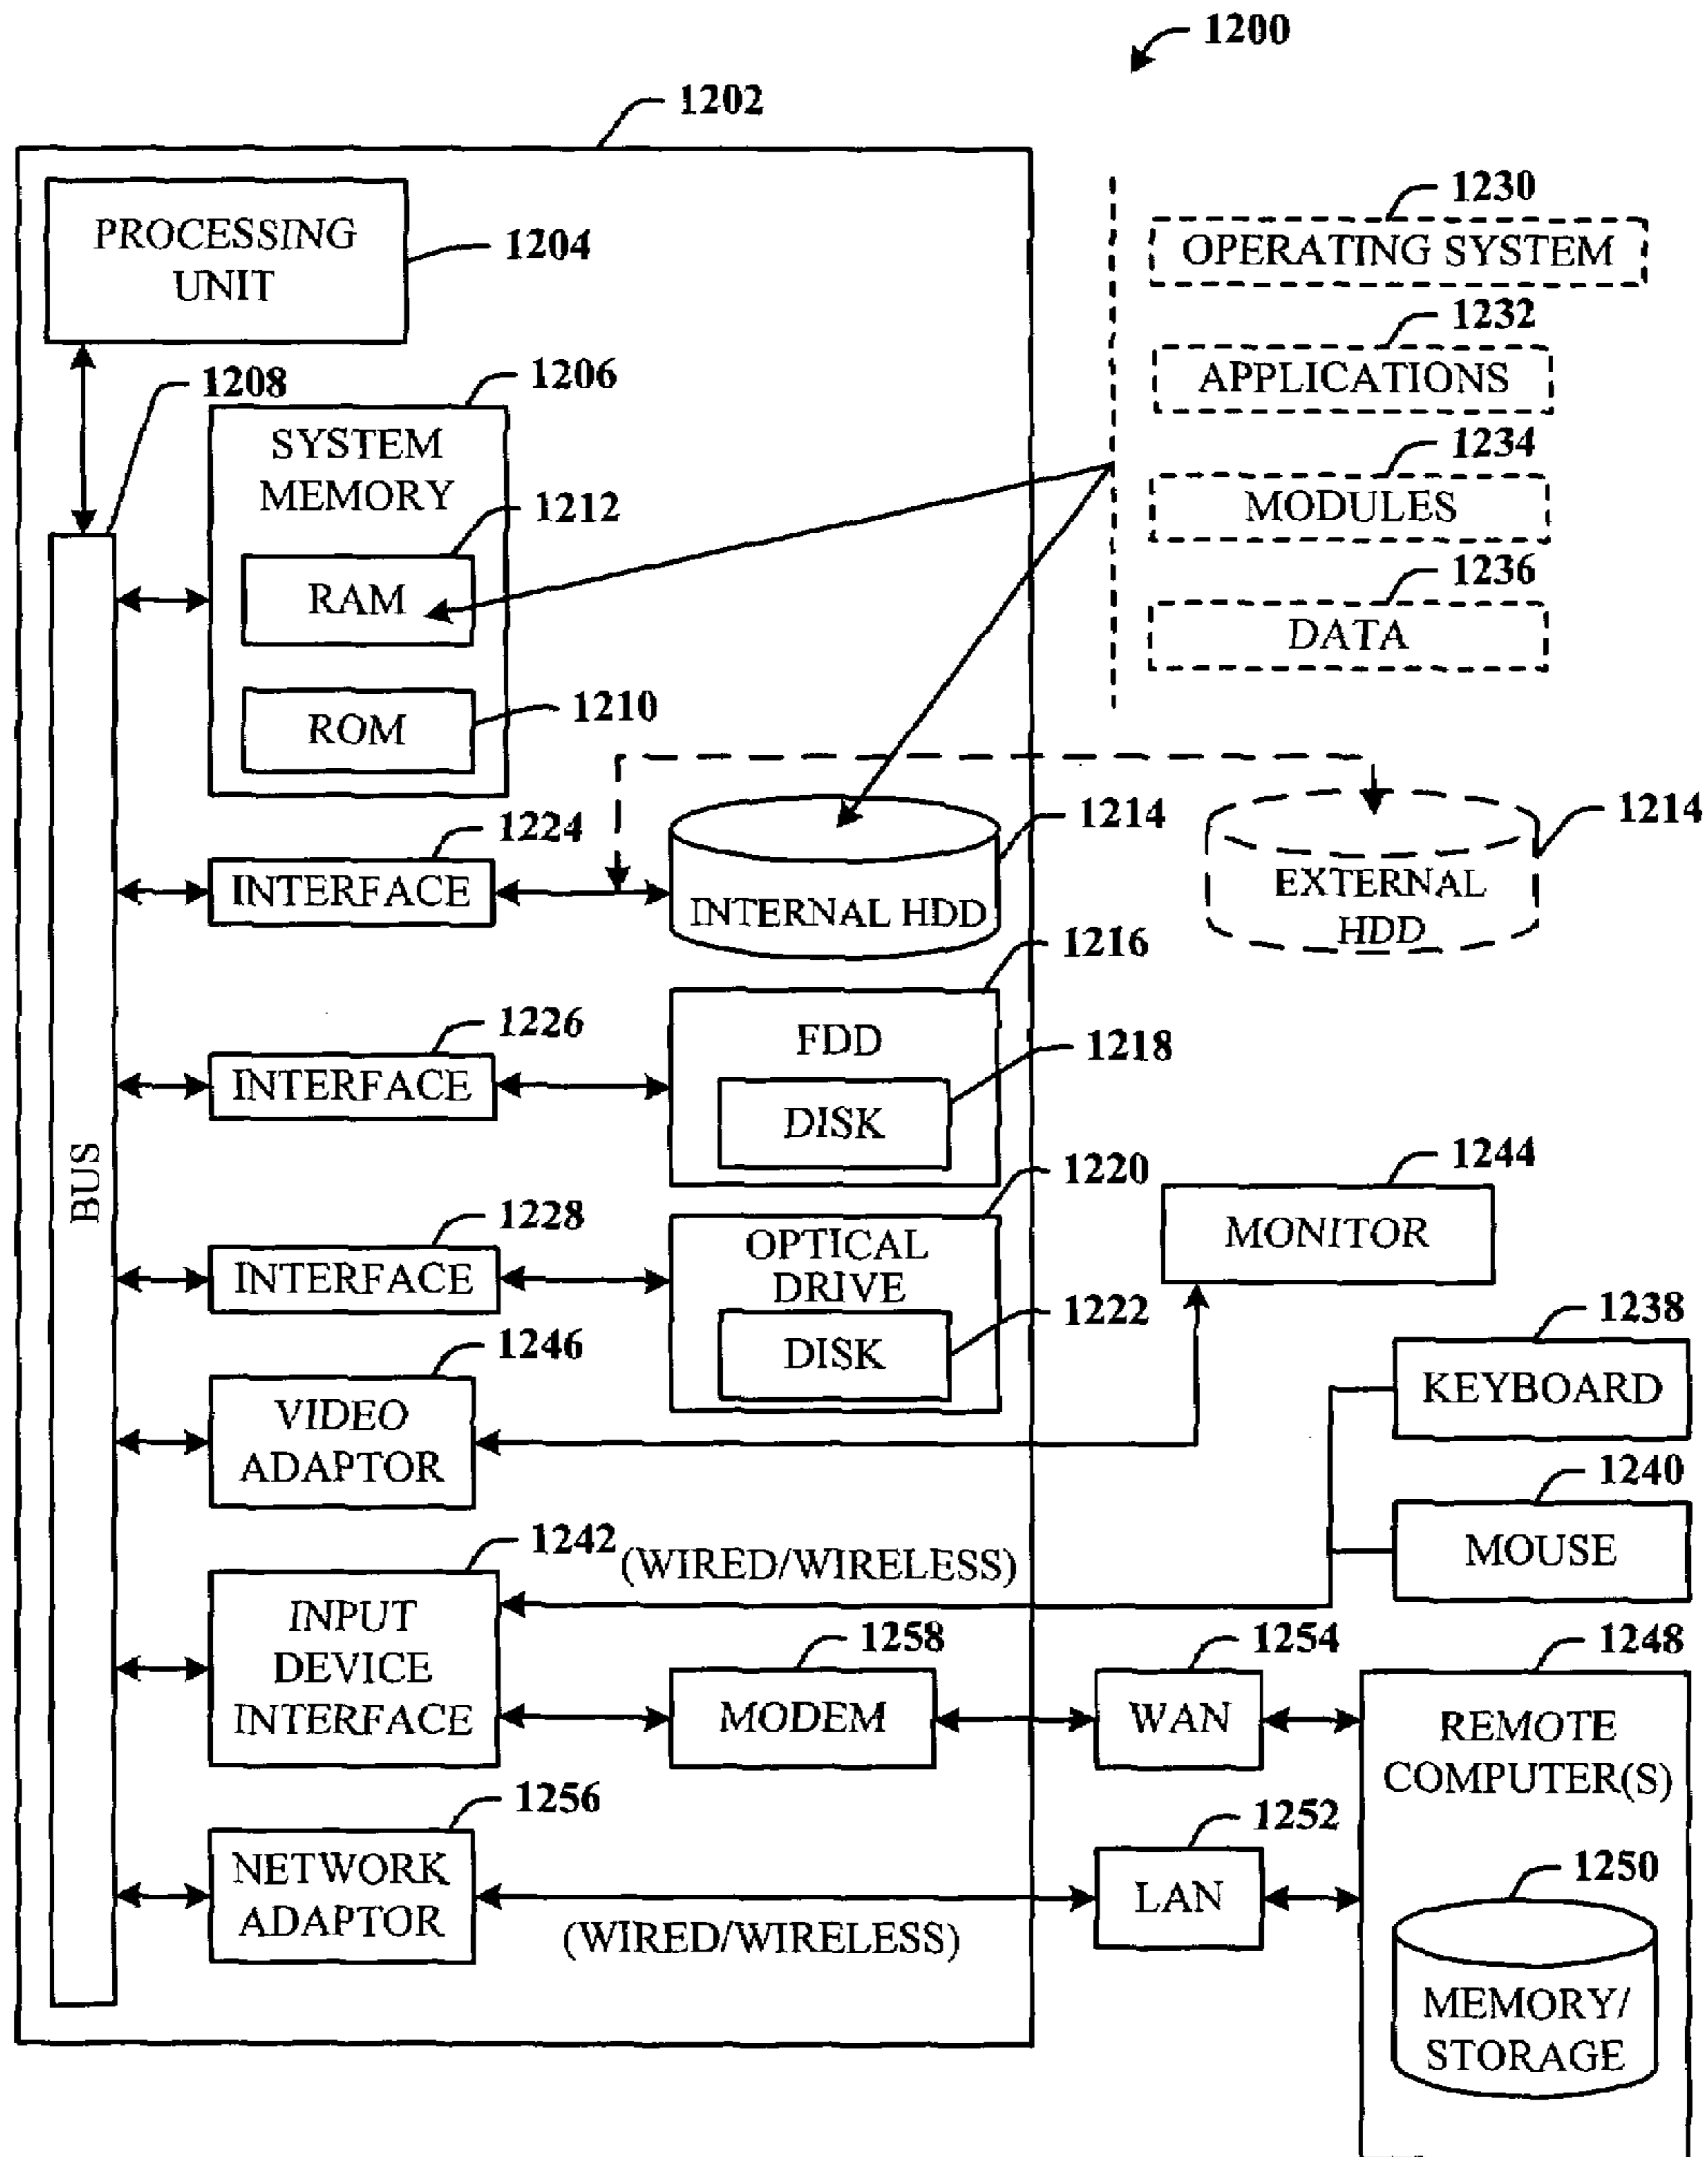 1200
1202
PROCESSING
UNIT
1204
1230
OPERATING SYSTEM
1232
APPLICATIONS
1234
MODULES
1236
DATA
1208
1206
SYSTEM
MEMORY
1212
RAM
1210
ROM
1224
INTERFACE
1214
INTERNAL HDD
1214
EXTERNAL
HDD
1226
INTERFACE
1216
FDD
1218
DISK
BUS
1228
INTERFACE
1220
OPTICAL
DRIVE
1222
DISK
1244
MONITOR
1246
VIDEO
ADAPTOR
1238
KEYBOARD
1240
MOUSE
1242
(WIRED/WIRELESS)
INPUT
DEVICE
INTERFACE
1258
MODEM
1254
WAN
1248
REMOTE
COMPUTER(S)
1256
NETWORK
ADAPTOR
(WIRED/WIRELESS)
1252
LAN
1250
MEMORY/
STORAGE